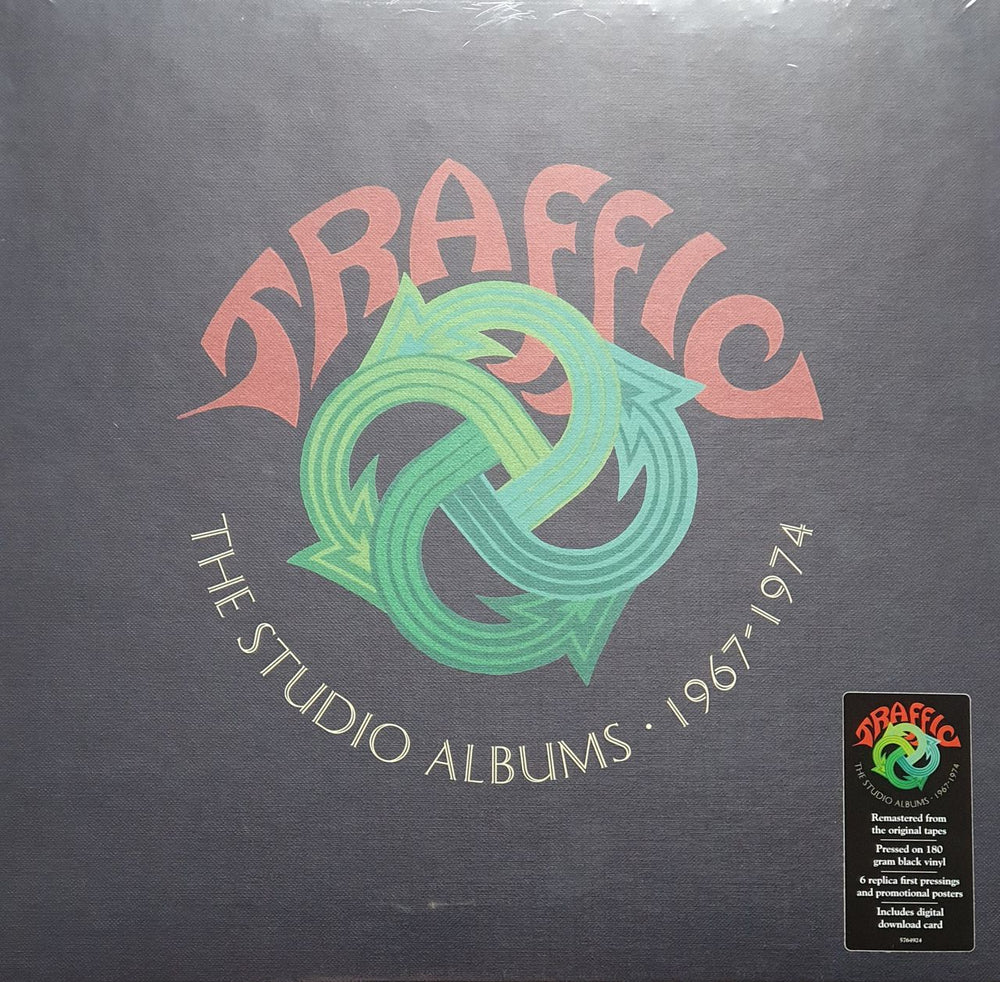 TRAFFIC
THE STUDIO ALBUMS · 1967-1974
TRAFFIC
THE STUDIO ALBUMS · 1967-1974
Remastered from
the original tapes
Pressed on 180
gram black vinyl
6 replica first pressings
and promotional posters
Includes digital
download card
5764924